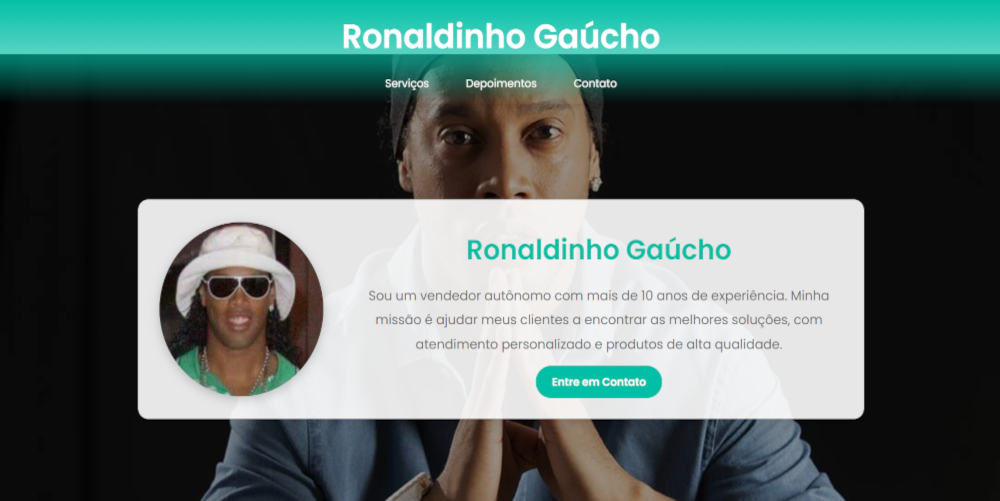 Ronaldinho Gaúcho
Serviços Depoimentos Contato
Ronaldinho Gaúcho
Sou um vendedor autônomo com mais de 10 anos de experiência. Minha
missão é ajudar meus clientes a encontrar as melhores soluções, com
atendimento personalizado e produtos de alta qualidade.
Entre em Contato